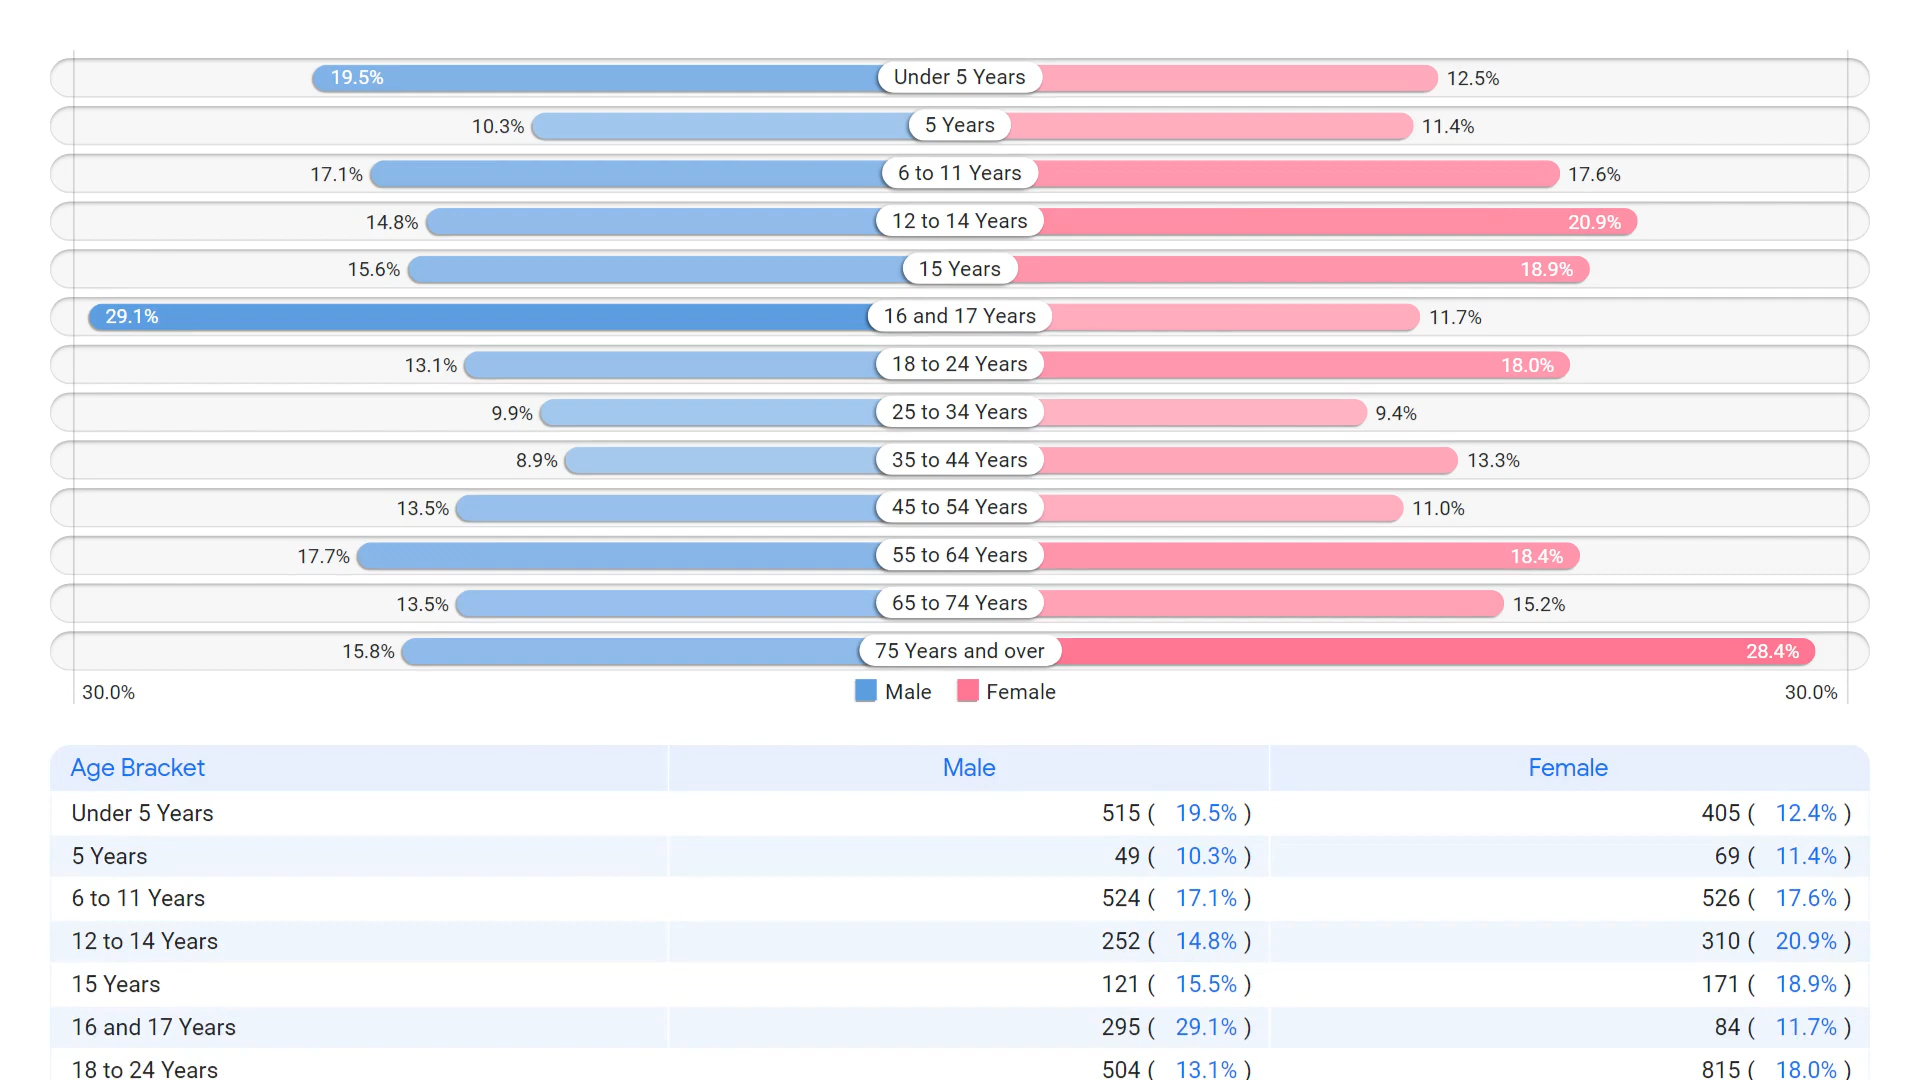 19.5% Under 5 Years 12.5%
10.3% 5 Years 11.4%
17.1% 6 to 11 Years 17.6%
14.8% 12 to 14 Years 20.9%
15.6% 15 Years 18.9%
29.1% 16 and 17 Years 11.7%
13.1% 18 to 24 Years 18.0%
9.9% 25 to 34 Years 9.4%
8.9% 35 to 44 Years 13.3%
13.5% 45 to 54 Years 11.0%
17.7% 55 to 64 Years 18.4%
13.5% 65 to 74 Years 15.2%
15.8% 75 Years and over 28.4%
30.0% Male Female 30.0%
Age Bracket Male Female
Under 5 Years 515 ( 19.5% ) 405 ( 12.4% )
5 Years 49 ( 10.3% ) 69 ( 11.4% )
6 to 11 Years 524 ( 17.1% ) 526 ( 17.6% )
12 to 14 Years 252 ( 14.8% ) 310 ( 20.9% )
15 Years 121 ( 15.5% ) 171 ( 18.9% )
16 and 17 Years 295 ( 29.1% ) 84 ( 11.7% )
18 to 24 Years 504 ( 13.1% ) 815 ( 18.0% )